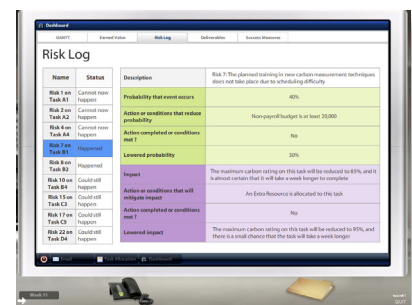 Dashboard
GANTT Earned Value Risk Log Deliverables Success Measures
Risk Log
Name Status
Risk 1 on Task A1 Cannot now happen
Risk 2 on Task A2 Cannot now happen
Risk 4 on Task A4 Cannot now happen
Risk 7 on Task B1 Happened
Risk 8 on Task B2 Happened
Risk 10 on Task B4 Could still happen
Risk 15 on Task C3 Could still happen
Risk 17 on Task C9 Could still happen
Risk 22 on Task D4 Could still happen
Description Risk 7: The planned training in new carbon measurement techniques
does not take place due to scheduling difficulty
Probability that event occurs 40%
Action or conditions that reduce
probability Non-payroll budget is at least 20,000
Action completed or conditions
met ? No
Lowered probability 30%
Impact The maximum carbon rating on this task will be reduced to 85%, and it
is almost certain that it will take a week longer to complete
Action or conditions that will
mitigate impact An Extra Resource is allocated to this task
Action completed or conditions
met ? No
Lowered impact The maximum carbon rating on this task will be reduced to 95%, and
there is a small chance that the task will take a week longer
Email Task Allocation Dashboard
Week 11
QUIT